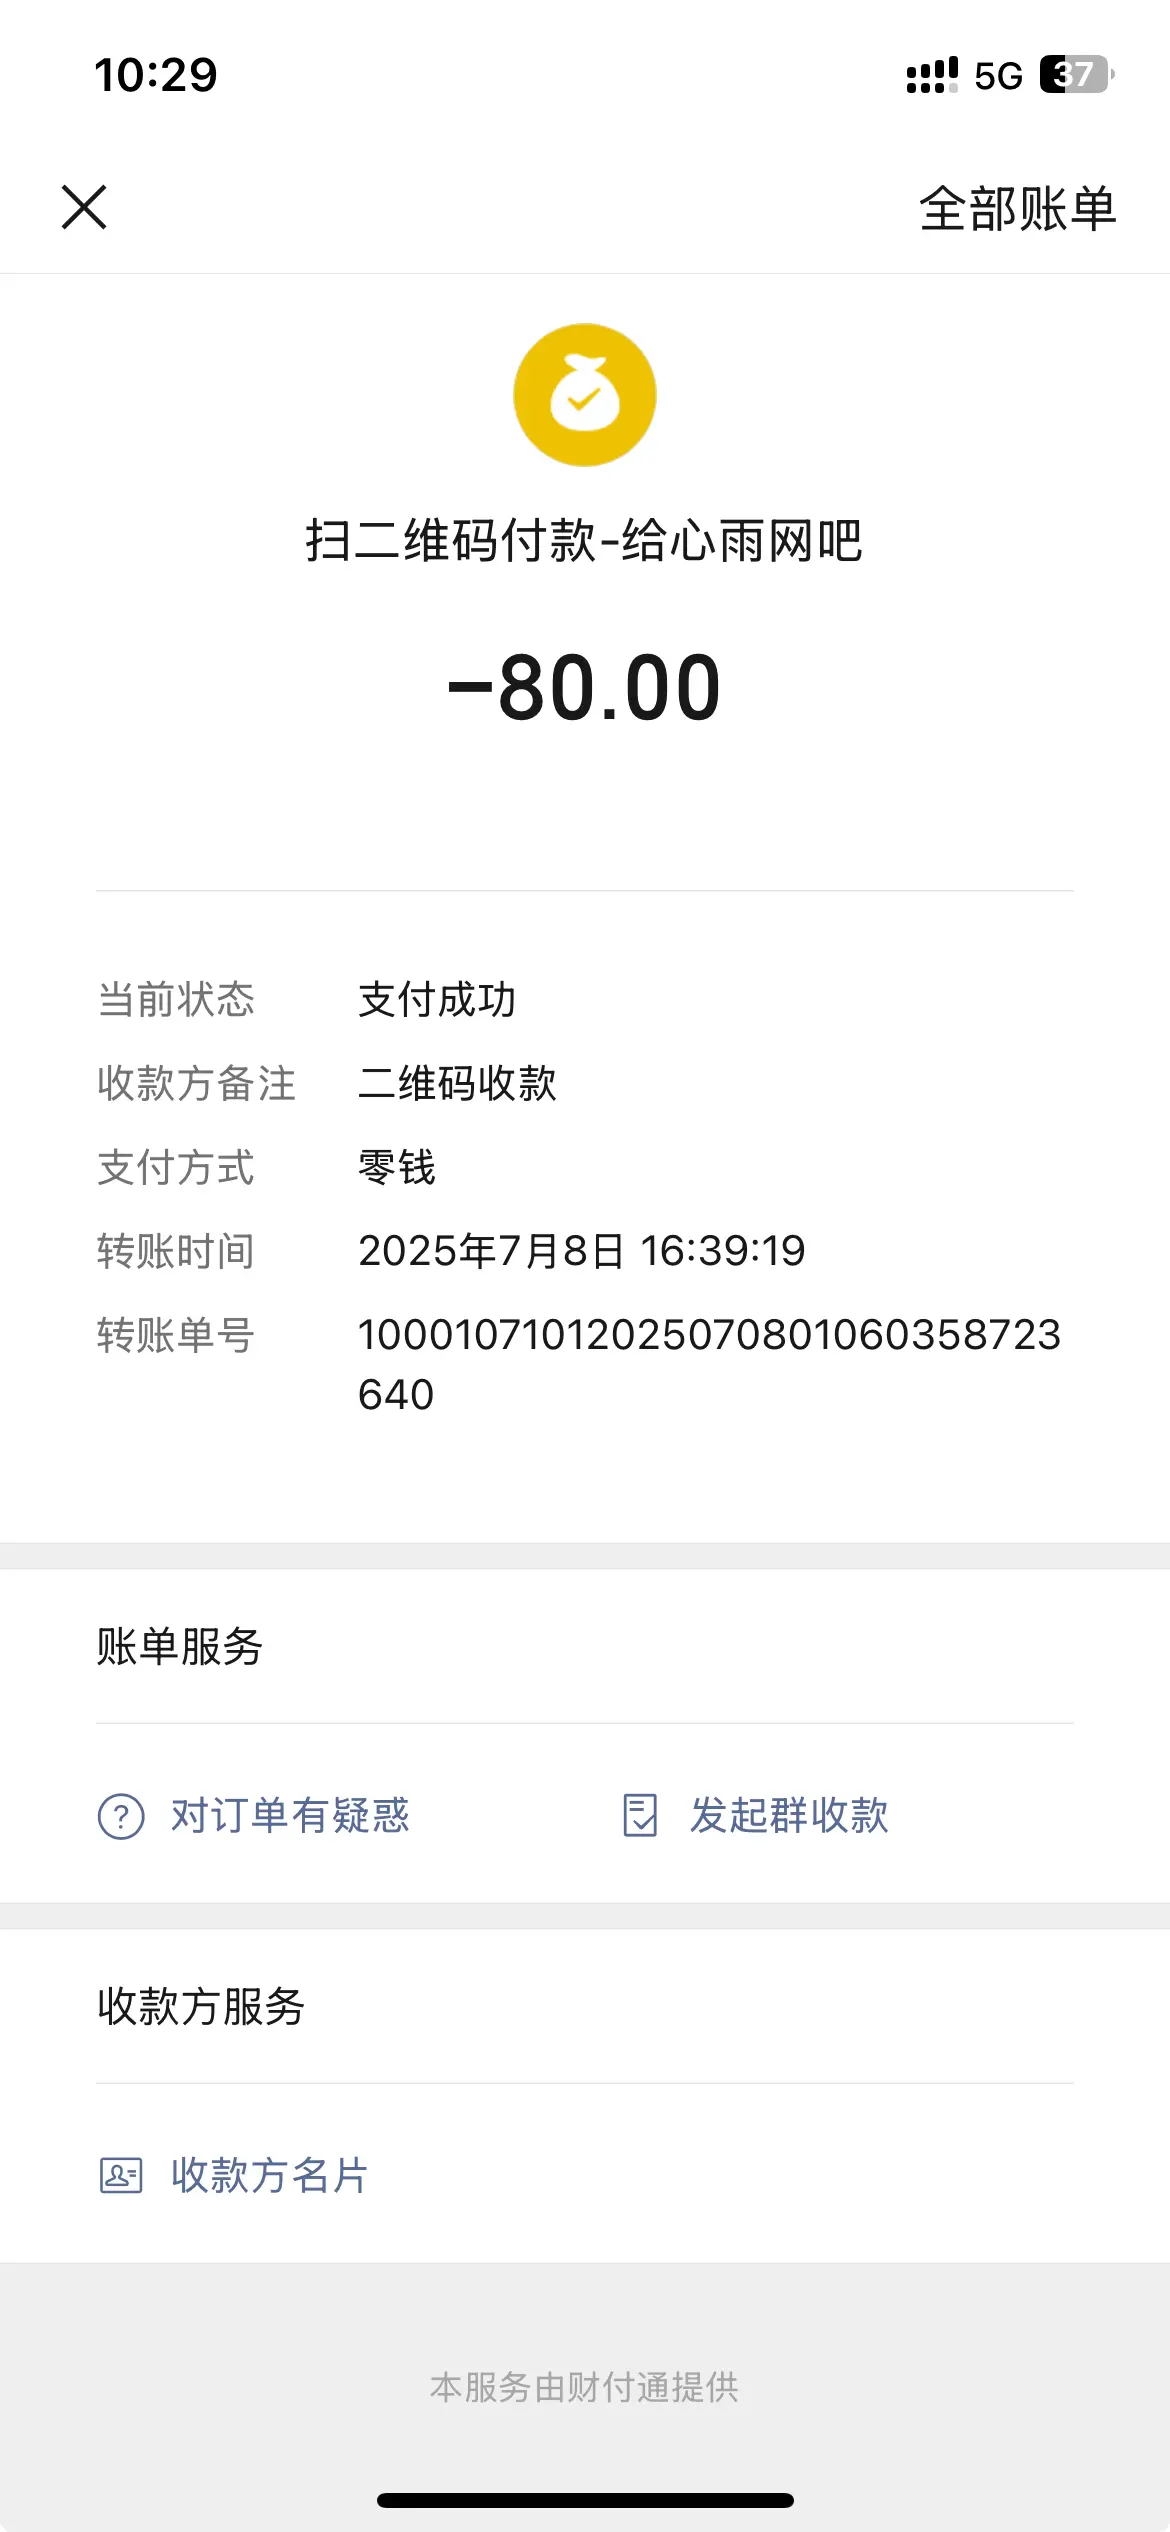 10:29 5G 37
全部账单
扫二维码付款-给心雨网吧
-80.00
当前状态 支付成功
收款方备注 二维码收款
支付方式 零钱
转账时间 2025年7月8日 16:39:19
转账单号 1000107101202507080106035872​3
640
账单服务
对订单有疑惑 发起群收款
收款方服务
收款方名片
本服务由财付通提供